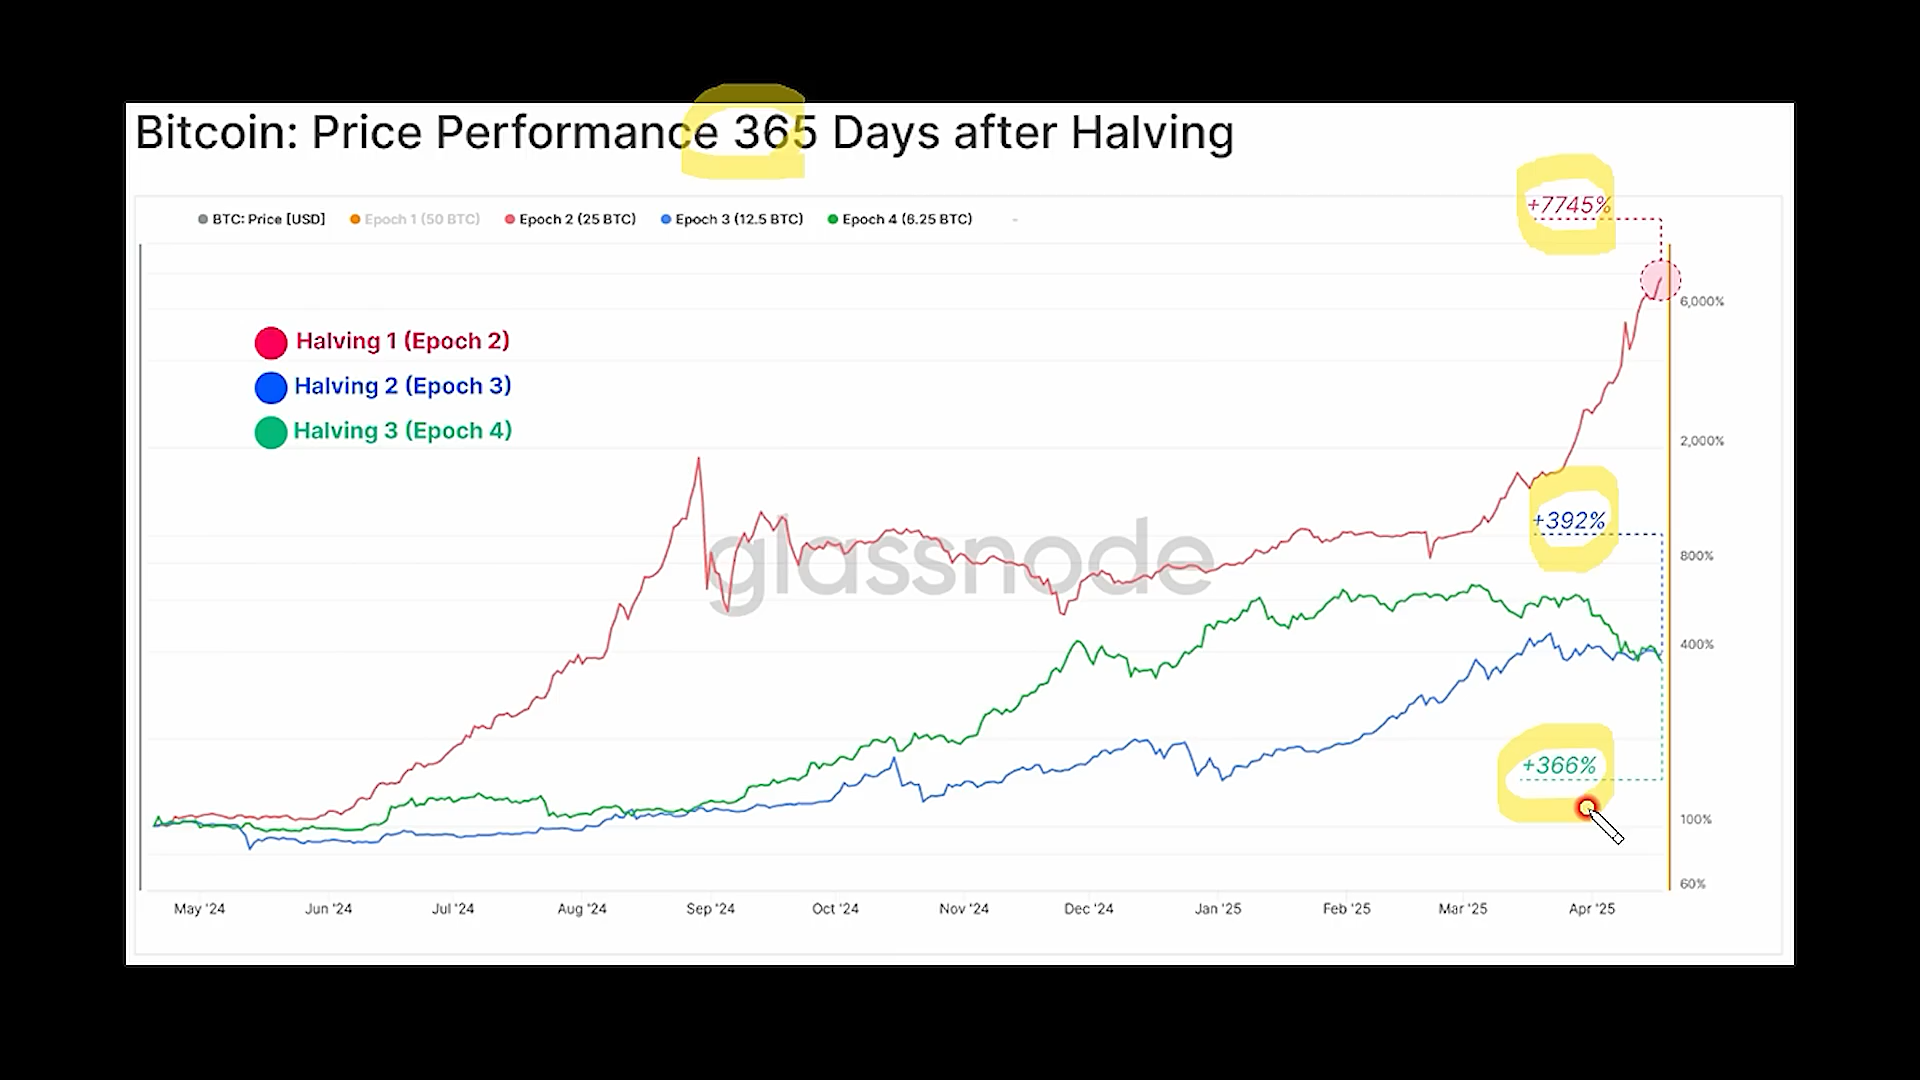 Bitcoin: Price Performance 365 Days after Halving
BTC: Price [USD] Epoch 1 (50 BTC) Epoch 2 (25 BTC) Epoch 3 (12.5 BTC) Epoch 4 (6.25 BTC) -
+7745%
6,000%
Halving 1 (Epoch 2)
Halving 2 (Epoch 3)
Halving 3 (Epoch 4)
2,000%
+392%
glassnode
800%
400%
+366%
100%
60%
May '24 Jun '24 Jul '24 Aug '24 Sep '24 Oct '24 Nov '24 Dec '24 Jan '25 Feb '25 Mar '25 Apr '25